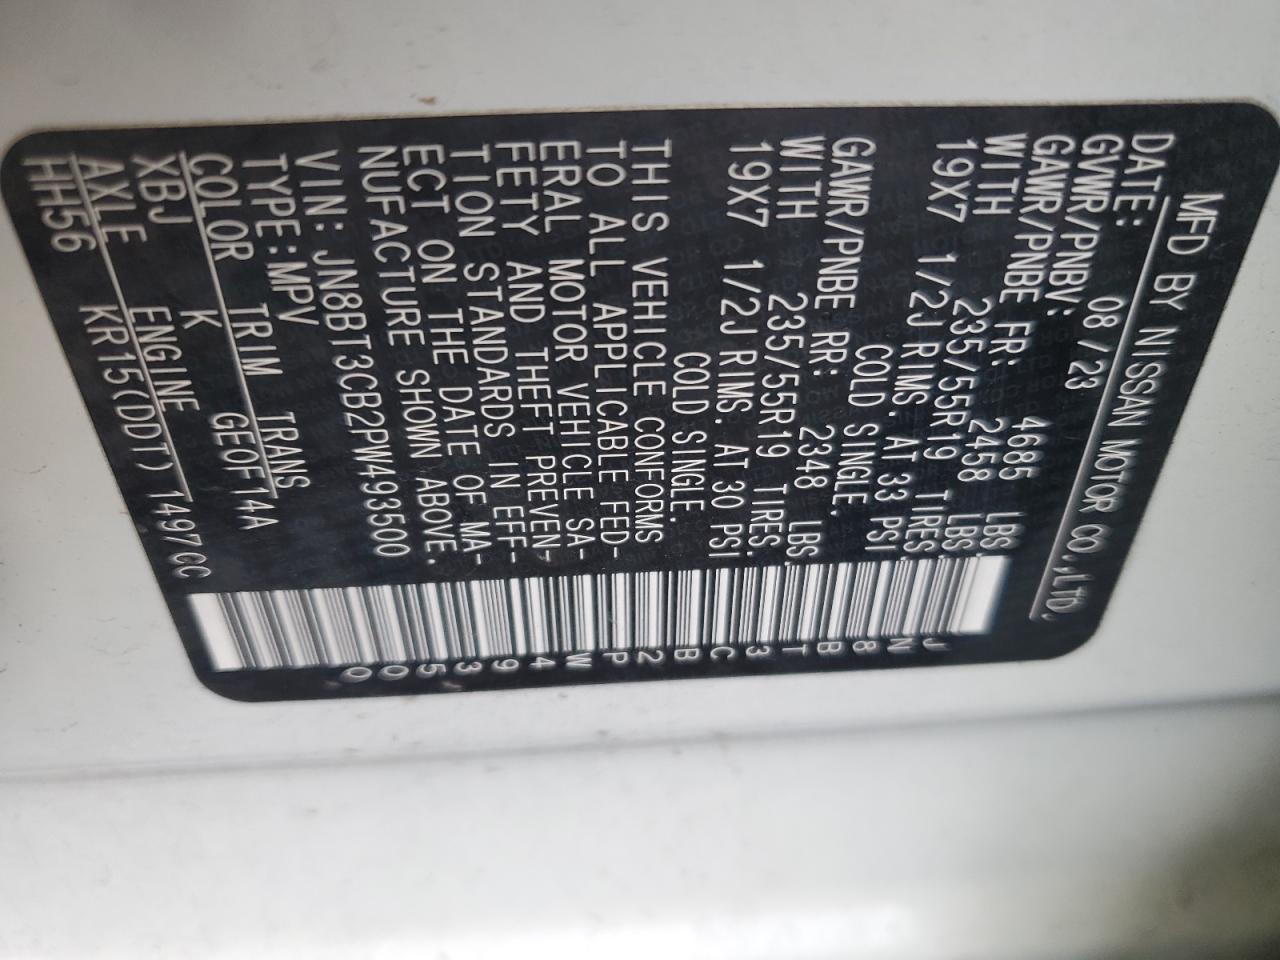 MFD BY NISSAN MOTOR CO.,LTD.
DATE: 08/23
GVWR/PNBV: 4685 LBS.
GAWR/PNBE FR: 2458 LBS.
WITH 235/55R19 TIRES.
19X7 1/2J RIMS. AT 33 PSI
COLD SINGLE.
GAWR/PNBE RR: 2348 LBS.
WITH 235/55R19 TIRES.
19X7 1/2J RIMS. AT 30 PSI
COLD SINGLE.
THIS VEHICLE CONFORMS
TO ALL APPLICABLE FED-
ERAL MOTOR VEHICLE SA-
FETY AND THEFT PREVEN-
TION STANDARDS IN EFF-
ECT ON THE DATE OF MA-
NUFACTURE SHOWN ABOVE.
VIN: JN8BT3CB2PW493500
TYPE:MPV
COLOR TRIM TRANS
XBJ K GE0F14A
AXLE ENGINE
HH56 KR15(DDT) 1497CC
JN8BT3CB2PW493500